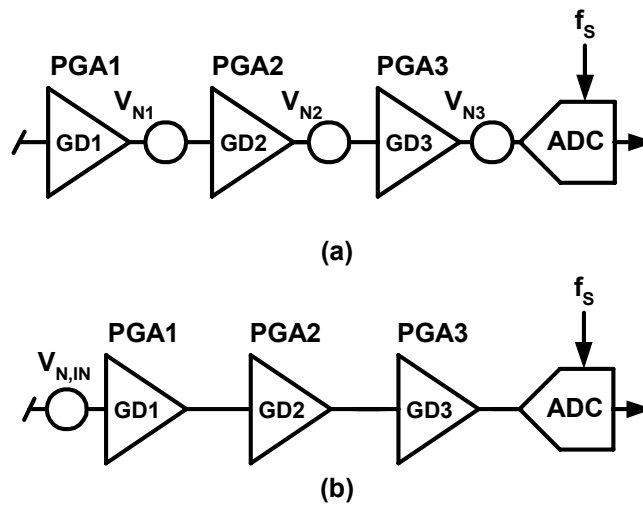 f_S
PGA1 PGA2 PGA3
V_N1 V_N2 V_N3
GD1 GD2 GD3 ADC
(a)
f_S
PGA1 PGA2 PGA3
V_N,IN
GD1 GD2 GD3 ADC
(b)